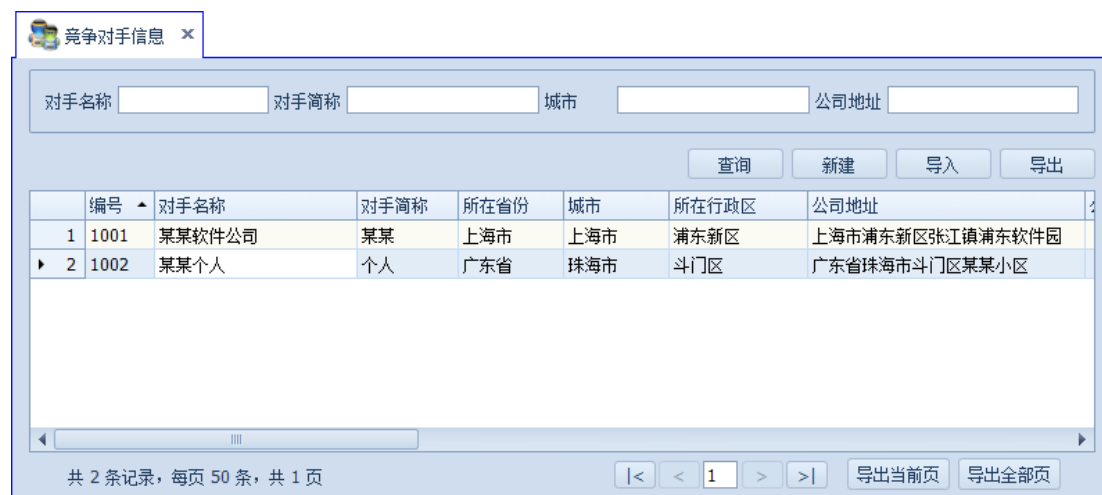 竞争对手信息 ×
对手名称 对手简称 城市 公司地址
查询 新建 导入 导出
编号 对手名称 对手简称 所在省份 城市 所在行政区 公司地址
1 1001 某某软件公司 某某 上海市 上海市 浦东新区 上海市浦东新区张江镇浦东软件园
2 1002 某某个人 个人 广东省 珠海市 斗门区 广东省珠海市斗门区某某小区
共 2 条记录，每页 50 条，共 1 页 |< < 1 > >| 导出当前页 导出全部页